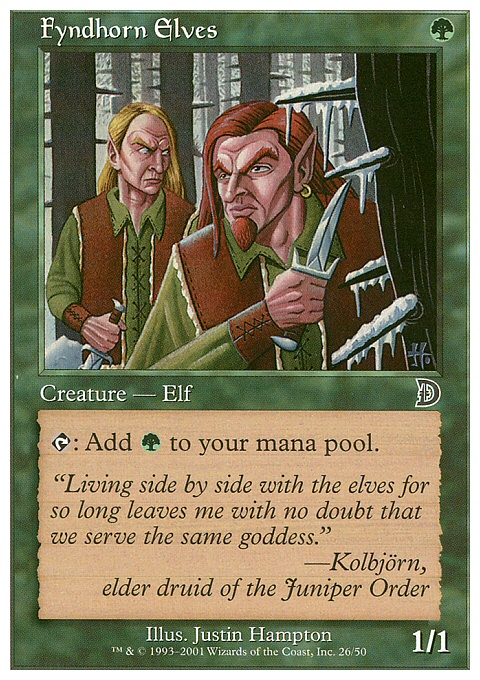 Fyndhorn Elves
Creature — Elf
: Add to your mana pool.
“Living side by side with the elves for
so long leaves me with no doubt that
we serve the same goddess.”
—Kolbjörn,
elder druid of the Juniper Order
Illus. Justin Hampton
™ & © 1993–2001 Wizards of the Coast, Inc. 26/50
1/1